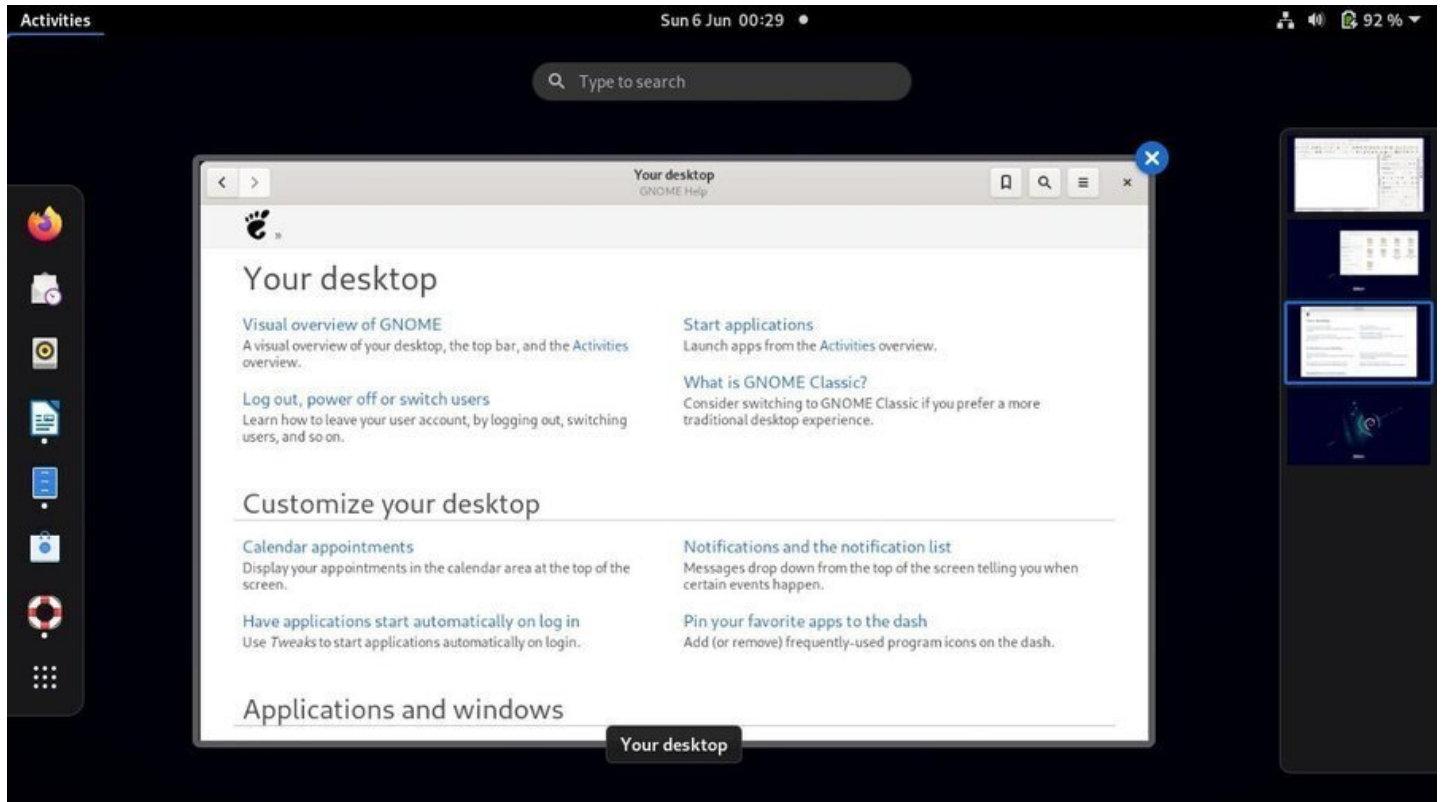 Activities
Sun 6 Jun 00:29
92 %
Type to search
Your desktop
GNOME Help
»
Your desktop
Visual overview of GNOME
A visual overview of your desktop, the top bar, and the Activities
overview.
Log out, power off or switch users
Learn how to leave your user account, by logging out, switching
users, and so on.
Start applications
Launch apps from the Activities overview.
What is GNOME Classic?
Consider switching to GNOME Classic if you prefer a more
traditional desktop experience.
Customize your desktop
Calendar appointments
Display your appointments in the calendar area at the top of the
screen.
Have applications start automatically on log in
Use Tweaks to start applications automatically on login.
Notifications and the notification list
Messages drop down from the top of the screen telling you when
certain events happen.
Pin your favorite apps to the dash
Add (or remove) frequently-used program icons on the dash.
Applications and windows
Your desktop